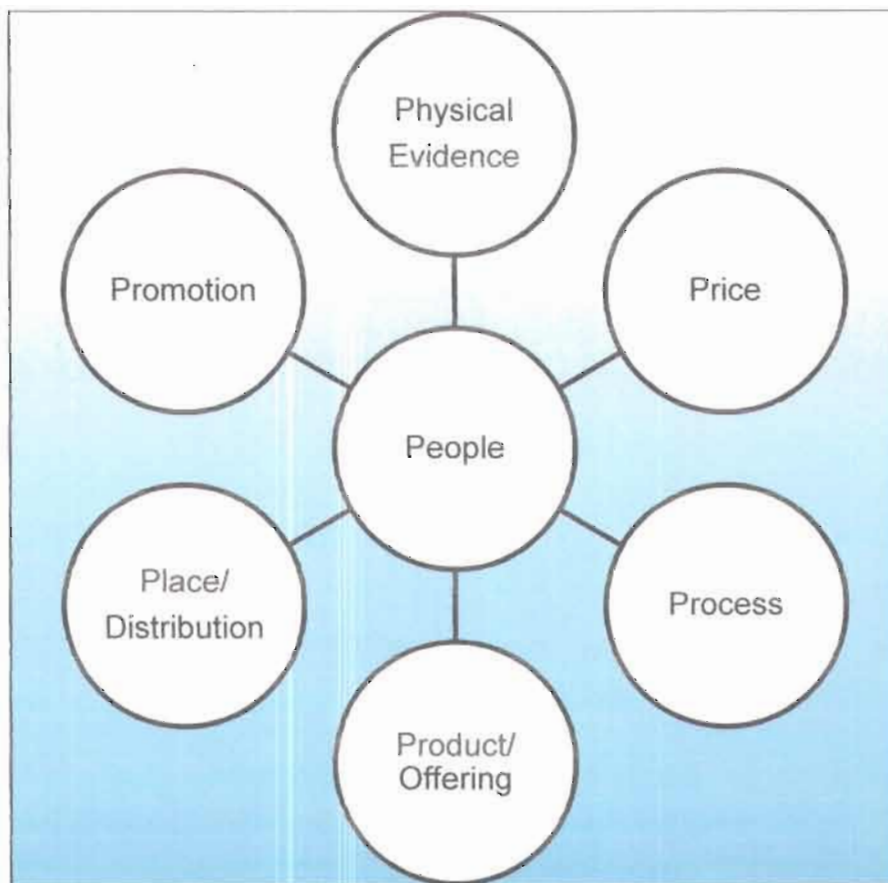 Physical
Evidence
Promotion
Price
People
Place/
Distribution
Process
Product/
Offering